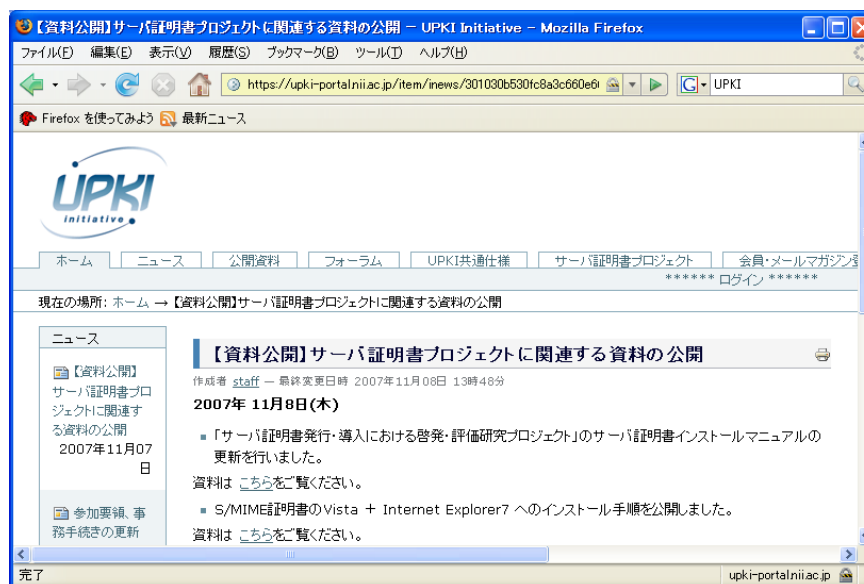 【資料公開】サーバ証明書プロジェクトに関連する資料の公開 - UPKI Initiative - Mozilla Firefox
ファイル(F) 編集(E) 表示(V) 履歴(S) ブックマーク(B) ツール(T) ヘルプ(H)
https://upki-portal.nii.ac.jp/item/inews/301030b530fc8a3c660e6
G UPKI
Firefox を使ってみよう 最新ニュース
UPKI
initiative
ホーム ニュース 公開資料 フォーラム UPKI共通仕様 サーバ証明書プロジェクト 会員・メールマガジン
****** ログイン ******
現在の場所: ホーム → 【資料公開】サーバ証明書プロジェクトに関連する資料の公開
ニュース
【資料公開】
サーバ証明書プロ
ジェクトに関連す
る資料の公開
2007年11月07
日
参加要領、事
務手続きの更新
【資料公開】サーバ証明書プロジェクトに関連する資料の公開
作成者 staff — 最終変更日時 2007年11月08日 13時48分
2007年 11月8日(木)
「サーバ証明書発行・導入における啓発・評価研究プロジェクト」のサーバ証明書インストールマニュアルの
更新を行いました。
資料は こちらをご覧ください。
S/MIME証明書のVista + Internet Explorer7 へのインストール手順を公開しました。
資料は こちらをご覧ください。
完了 upki-portal.nii.ac.jp